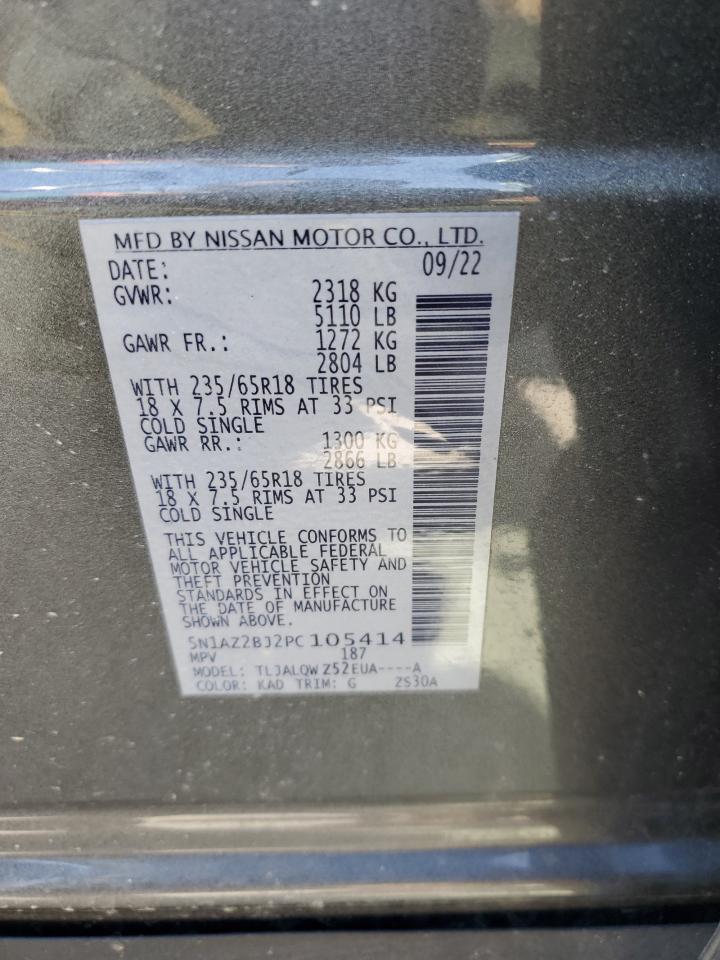 MFD BY NISSAN MOTOR CO., LTD.
DATE: 09/22
GVWR: 2318 KG
5110 LB
GAWR FR.: 1272 KG
2804 LB
WITH 235/65R18 TIRES
18 X 7.5 RIMS AT 33 PSI
COLD SINGLE
GAWR RR.: 1300 KG
2866 LB
WITH 235/65R18 TIRES
18 X 7.5 RIMS AT 33 PSI
COLD SINGLE
THIS VEHICLE CONFORMS TO
ALL APPLICABLE FEDERAL
MOTOR VEHICLE SAFETY AND
THEFT PREVENTION
STANDARDS IN EFFECT ON
THE DATE OF MANUFACTURE
SHOWN ABOVE.
5N1AZ2BJ2PC105414
MPV 187
MODEL: TLJALQWZ52EUA----A
COLOR: KAD TRIM: G ZS30A